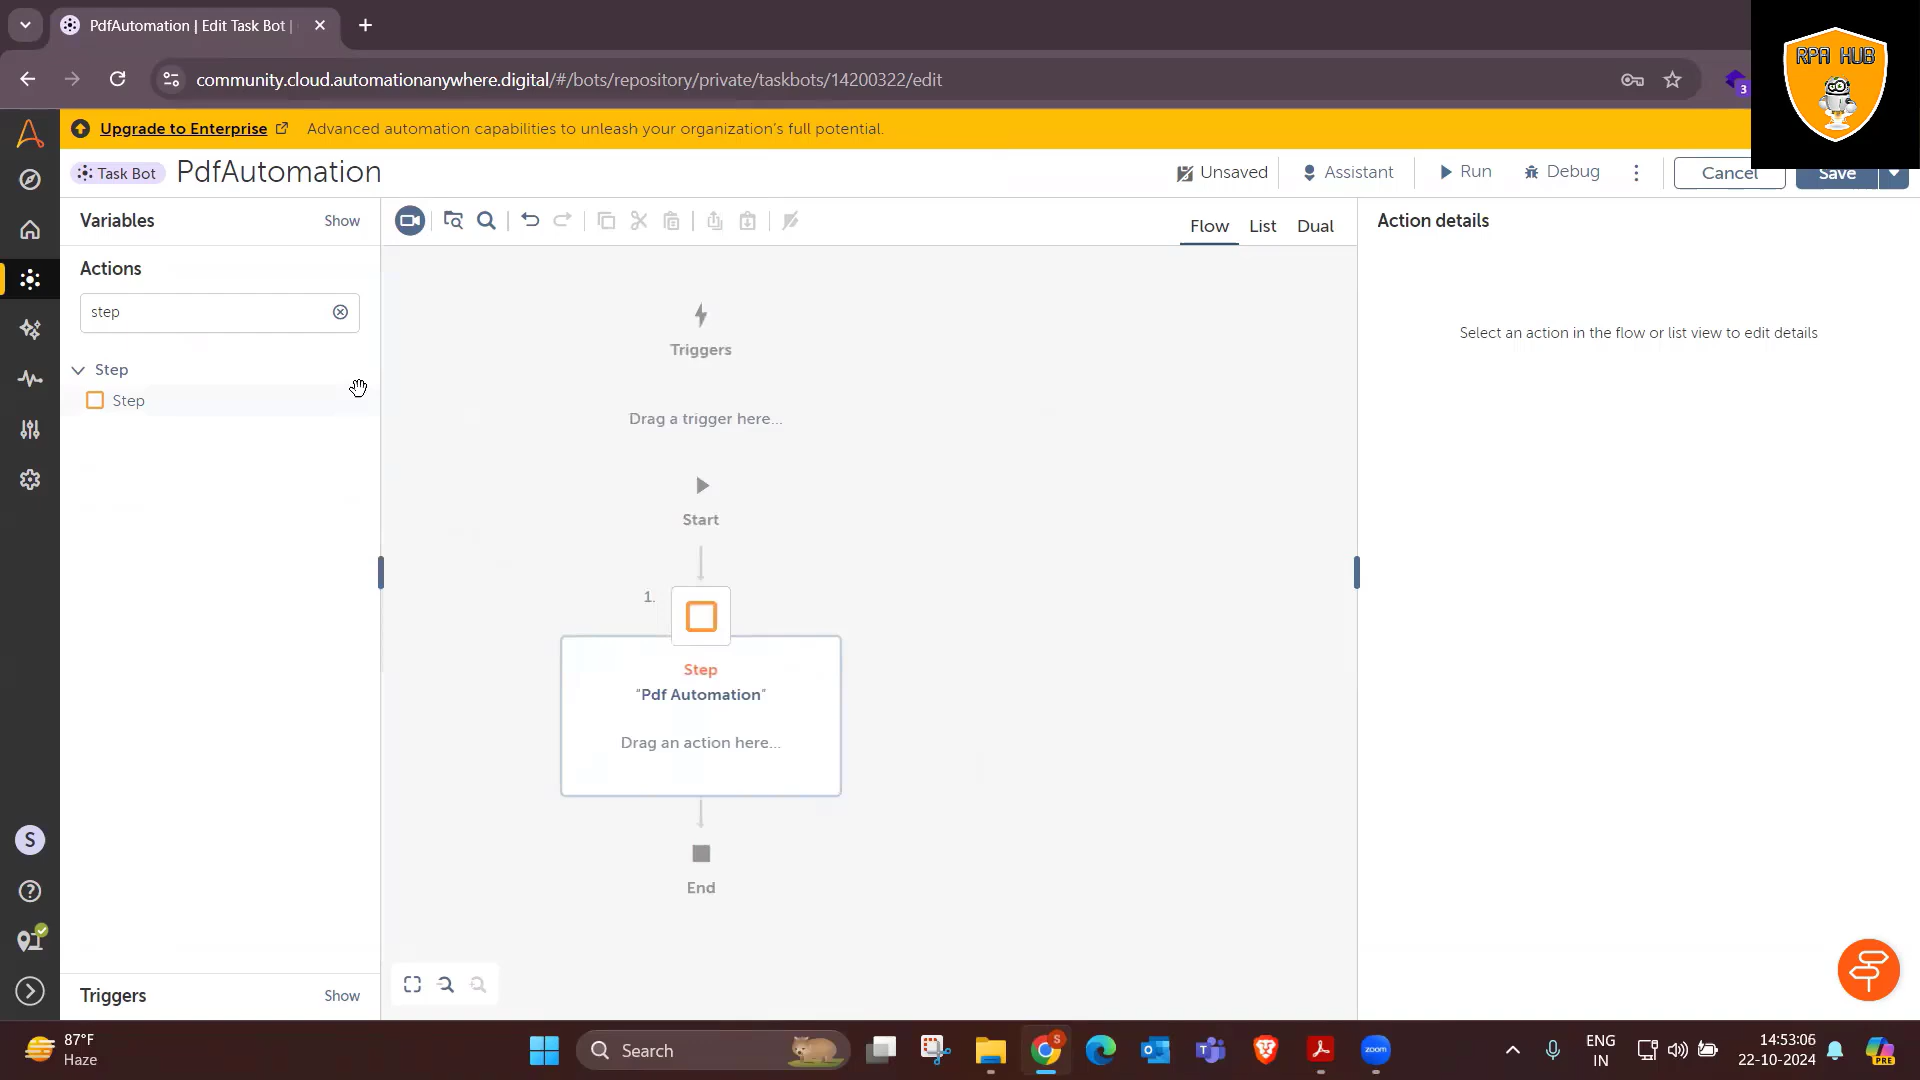 PdfAutomation | Edit Task Bot |
community.cloud.automationanywhere.digital/#/bots/repository/private/taskbots/14200322/edit
3
RPA HUB
Upgrade to Enterprise Advanced automation capabilities to unleash your organization's full potential.
Task Bot PdfAutomation
Unsaved Assistant Run Debug Cancel Save
Variables Show
Flow List Dual
Action details
Actions
step
Step
Step
Triggers
Drag a trigger here...
Start
1.
Step
"Pdf Automation"
Drag an action here...
End
Select an action in the flow or list view to edit details
S
Triggers Show
87°F
Haze
Search
S
zoom
ENG
IN
14:53:06
22-10-2024
PRE